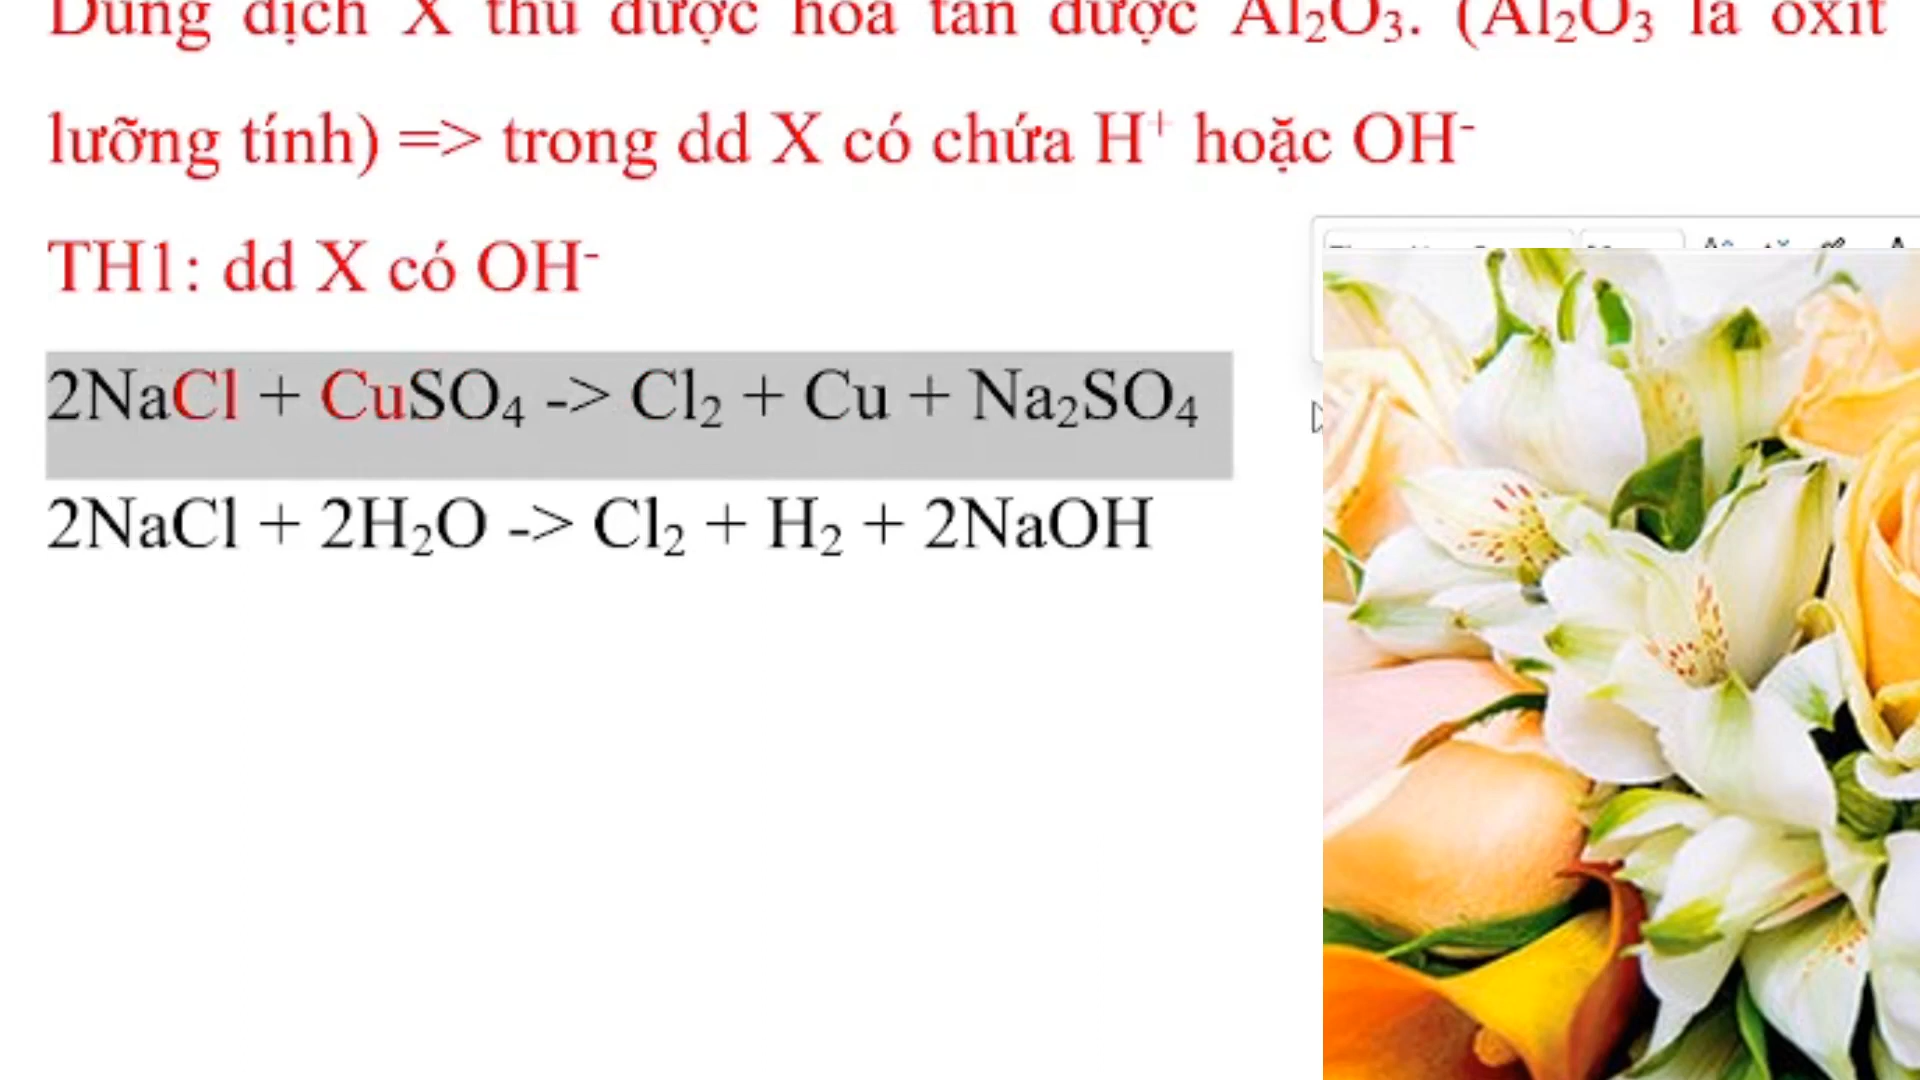 Dung dịch X thu được hoà tan được Al₂O₃. (Al₂O₃ là oxit
lưỡng tính) => trong dd X có chứa H⁺ hoặc OH⁻
TH1: dd X có OH⁻
2NaCl + CuSO₄ -> Cl₂ + Cu + Na₂SO₄
2NaCl + 2H₂O -> Cl₂ + H₂ + 2NaOH